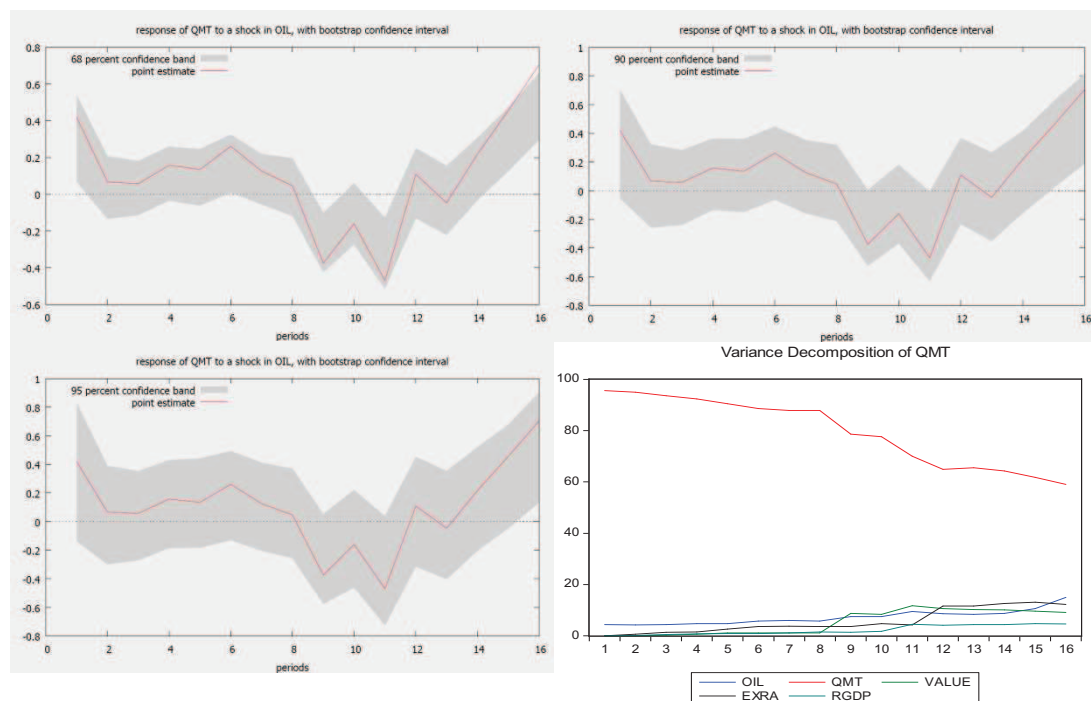 response of QMT to a shock in OIL, with bootstrap confidence interval
68 percent confidence band
point estimate
0.8
0.6
0.4
0.2
0
-0.2
-0.4
-0.6
0 2 4 6 8 10 12 14 16
periods
response of QMT to a shock in OIL, with bootstrap confidence interval
90 percent confidence band
point estimate
1
0.8
0.6
0.4
0.2
0
-0.2
-0.4
-0.6
-0.8
0 2 4 6 8 10 12 14 16
periods
response of QMT to a shock in OIL, with bootstrap confidence interval
95 percent confidence band
point estimate
1
0.8
0.6
0.4
0.2
0
-0.2
-0.4
-0.6
-0.8
0 2 4 6 8 10 12 14 16
periods
Variance Decomposition of QMT
100
80
60
40
20
0
1 2 3 4 5 6 7 8 9 10 11 12 13 14 15 16
OIL QMT VALUE
EXRA RGDP